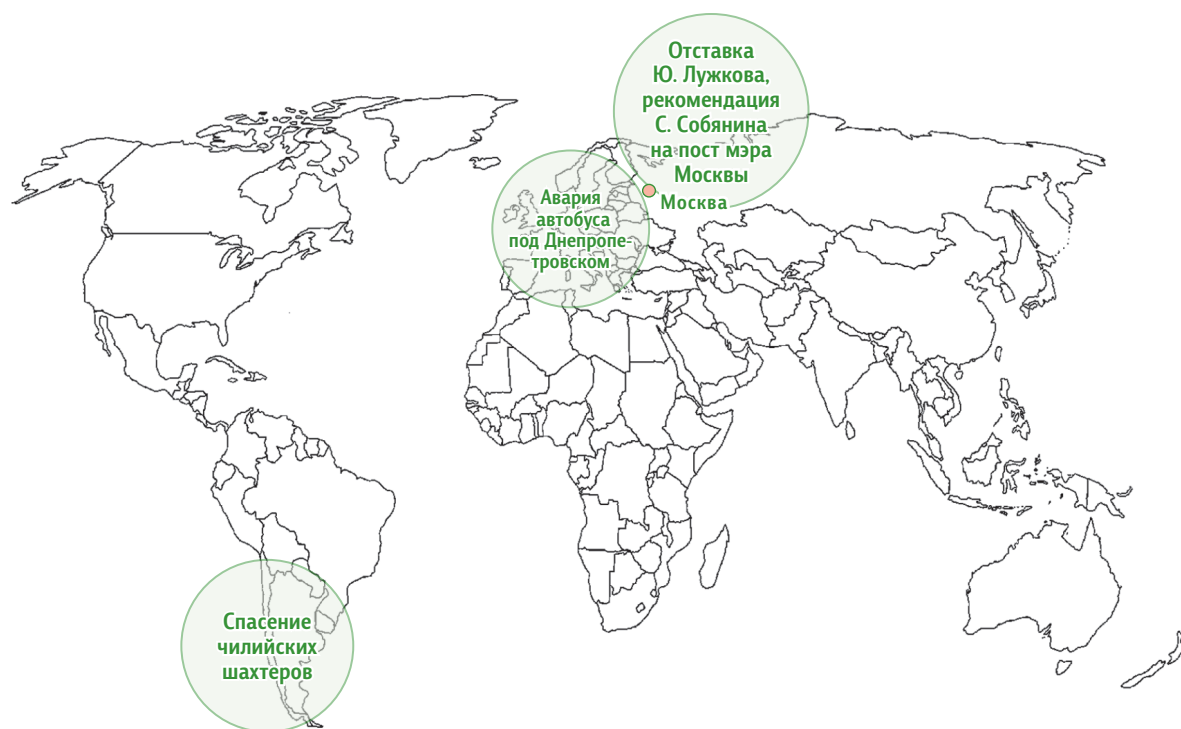 Отставка
Ю. Лужкова,
рекомендация
С. Собянина
на пост мэра
Москвы
Москва
Авария
автобуса
под Днепропе-
тровском
Спасение
чилийских
шахтеров